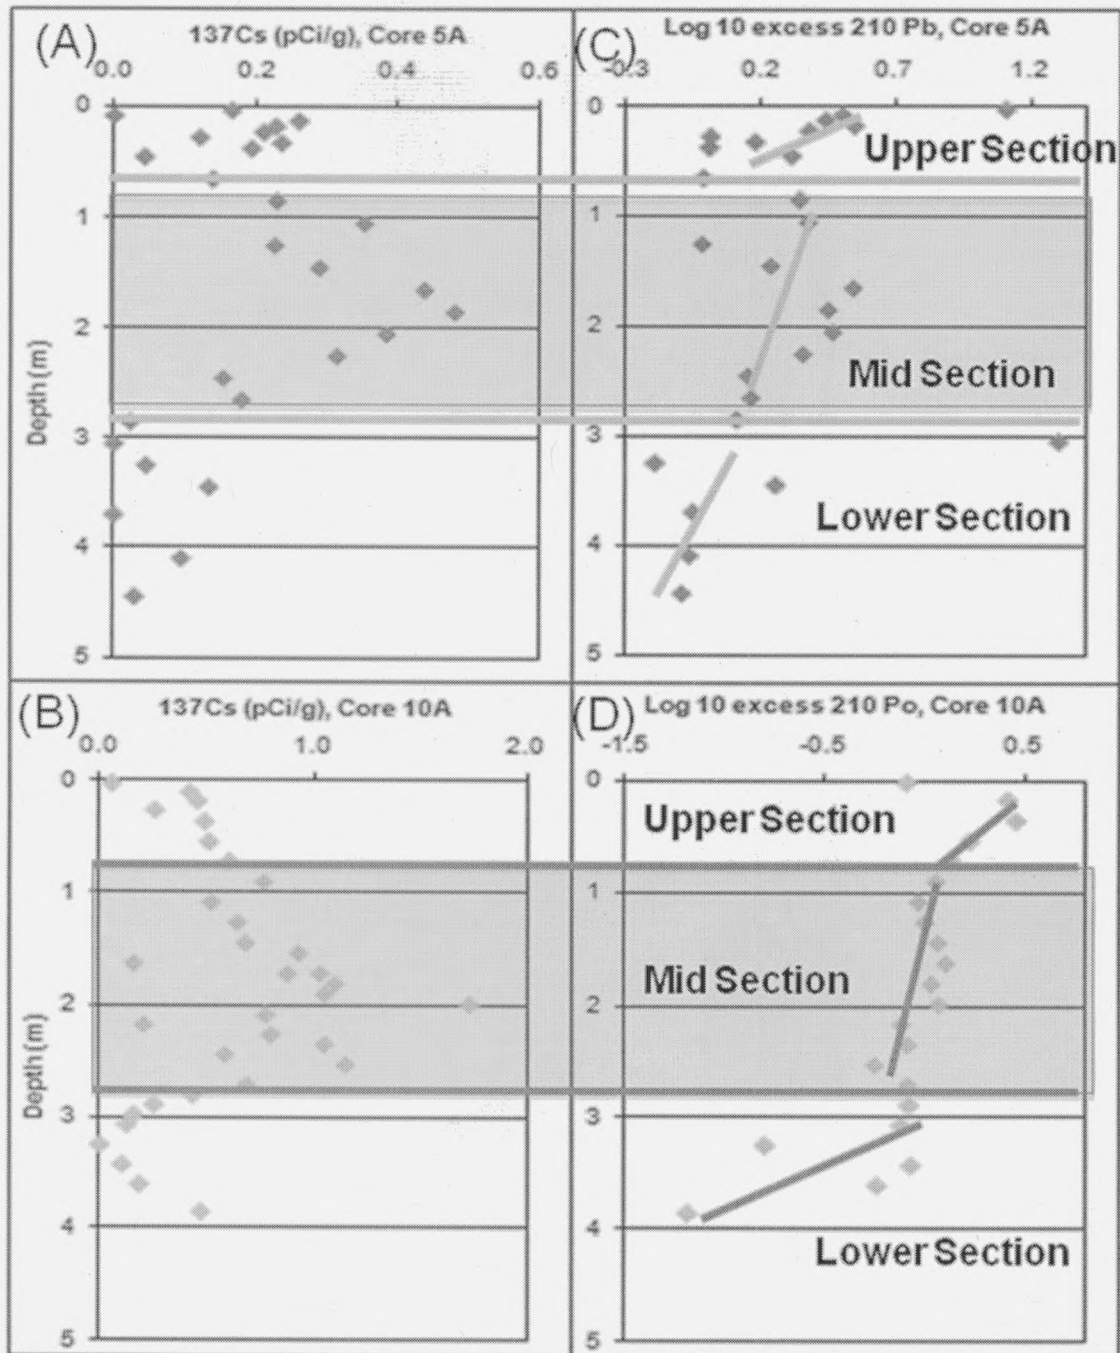 (A)
137Cs (pCi/g), Core 5A
0.0 0.2 0.4 0.6
0
1
2
3
4
5
Depth (m)
(C)
Log 10 excess 210 Pb, Core 5A
-0.3 0.2 0.7 1.2
0
1
2
3
4
5
Upper Section
Mid Section
Lower Section
(B)
137Cs (pCi/g), Core 10A
0.0 1.0 2.0
0
1
2
3
4
5
Depth (m)
(D)
Log 10 excess 210 Po, Core 10A
-1.5 -0.5 0.5
0
1
2
3
4
5
Upper Section
Mid Section
Lower Section